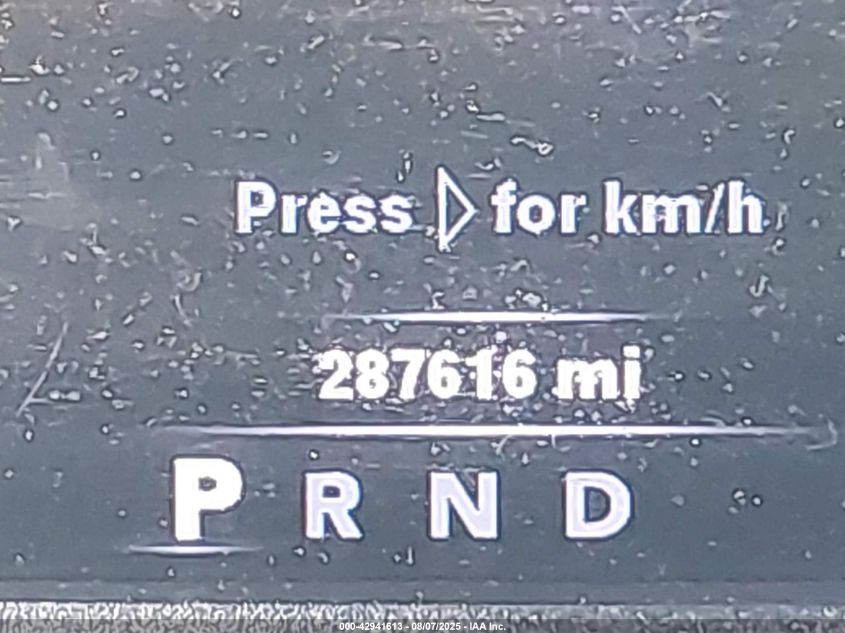 Press ▷ for km/h
287616 mi
P R N D
000-42941613 - 08/07/2025 - IAA Inc.